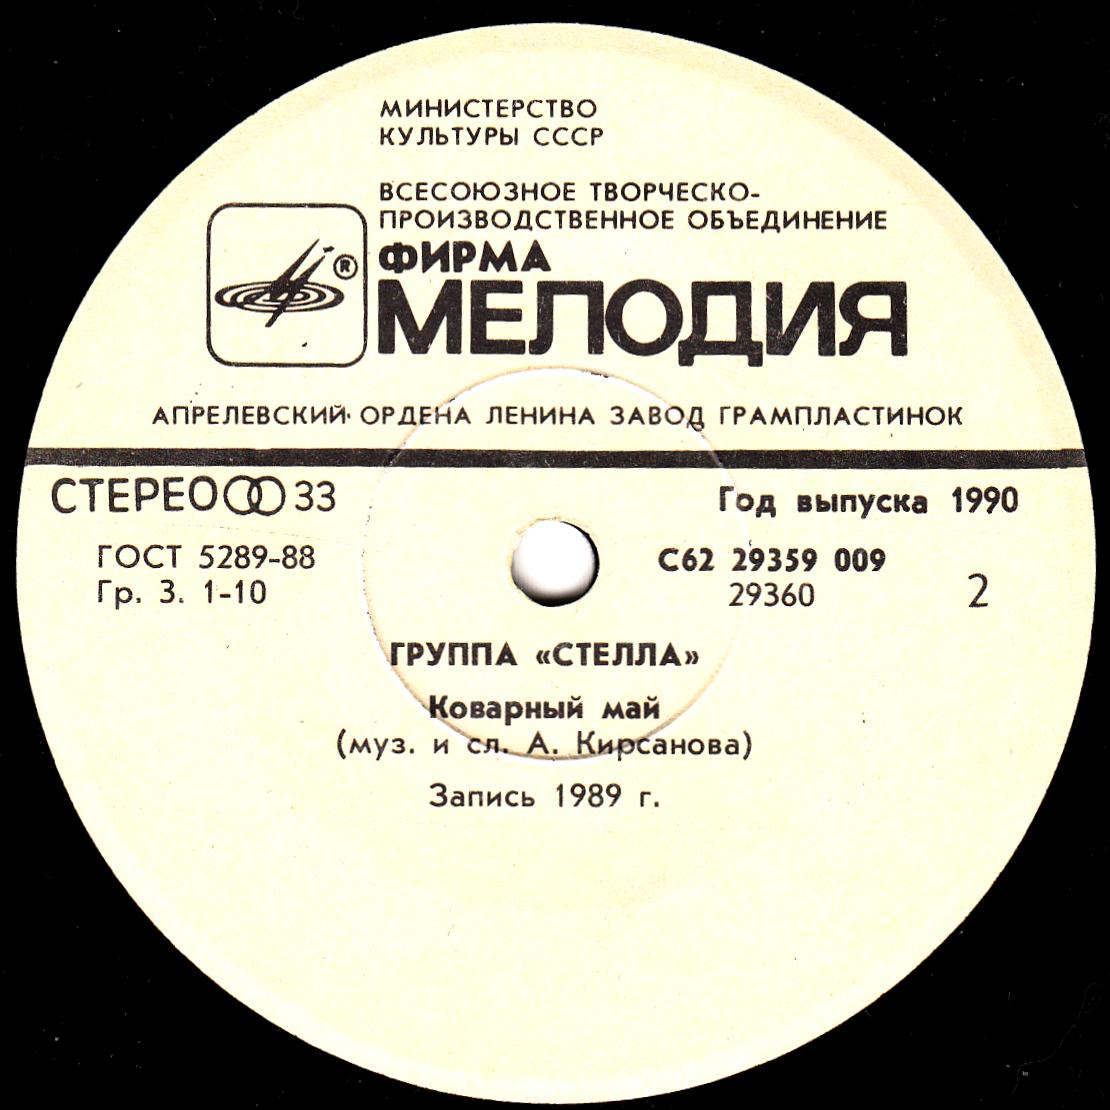 МИНИСТЕРСТВО
КУЛЬТУРЫ СССР
ВСЕСОЮЗНОЕ ТВОРЧЕСКО-
ПРОИЗВОДСТВЕННОЕ ОБЪЕДИНЕНИЕ
®
ФИРМА
МЕЛОДИЯ
АПРЕЛЕВСКИЙ ОРДЕНА ЛЕНИНА ЗАВОД ГРАМПЛАСТИНОК
СТЕРЕО 33
Год выпуска 1990
ГОСТ 5289-88
С62 29359 009
Гр. 3. 1-10
29360
2
ГРУППА «СТЕЛЛА»
Коварный май
(муз. и сл. А. Кирсанова)
Запись 1989 г.